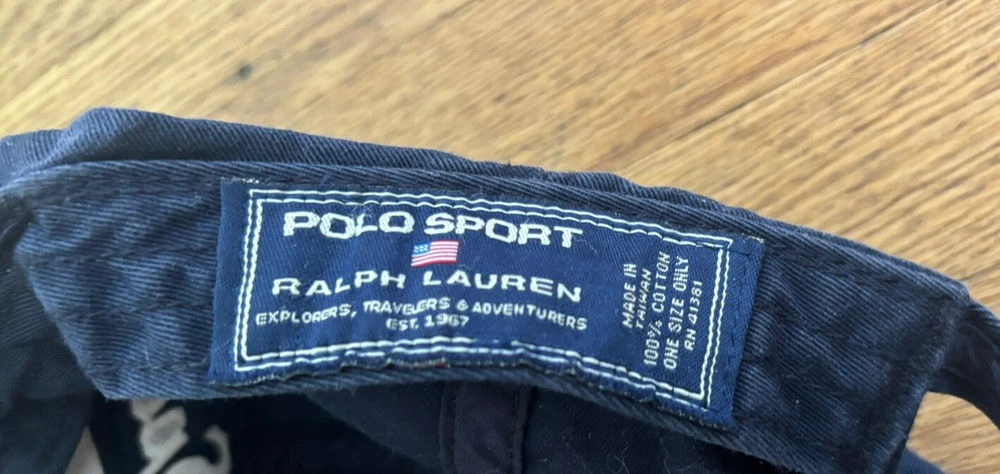 POLO SPORT
RALPH LAUREN
EXPLORERS, TRAVELERS & ADVENTURERS
EST. 1967
MADE IN
TAIWAN
100% COTTON
ONE SIZE ONLY
RN 41381